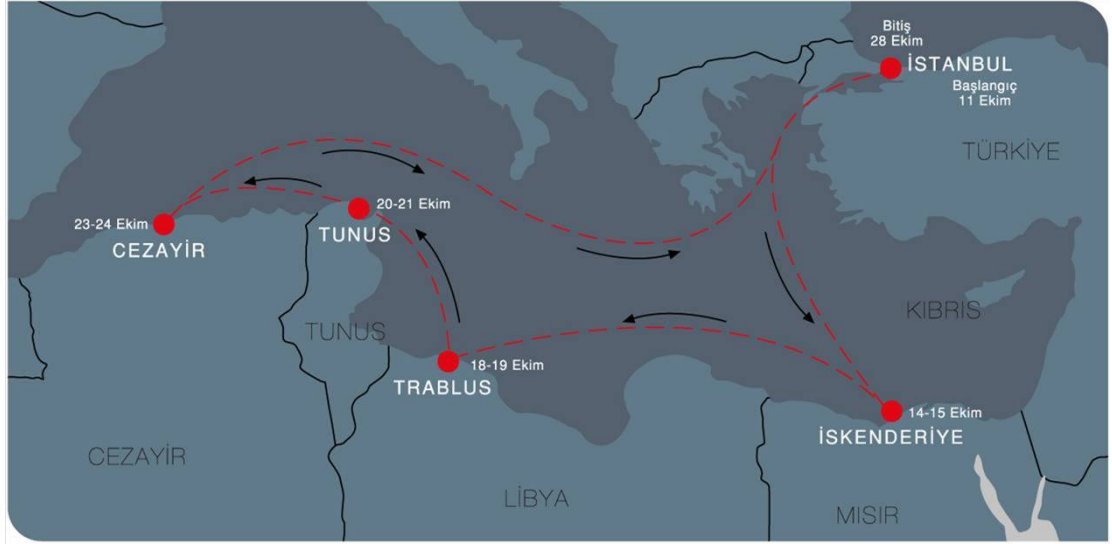 Bitiş
28 Ekim
İSTANBUL
Başlangıç
11 Ekim
TÜRKİYE
23-24 Ekim
CEZAYİR
20-21 Ekim
TUNUS
KIBRIS
TUNUS
18-19 Ekim
TRABLUS
14-15 Ekim
İSKENDERİYE
CEZAYİR
LİBYA
MISIR